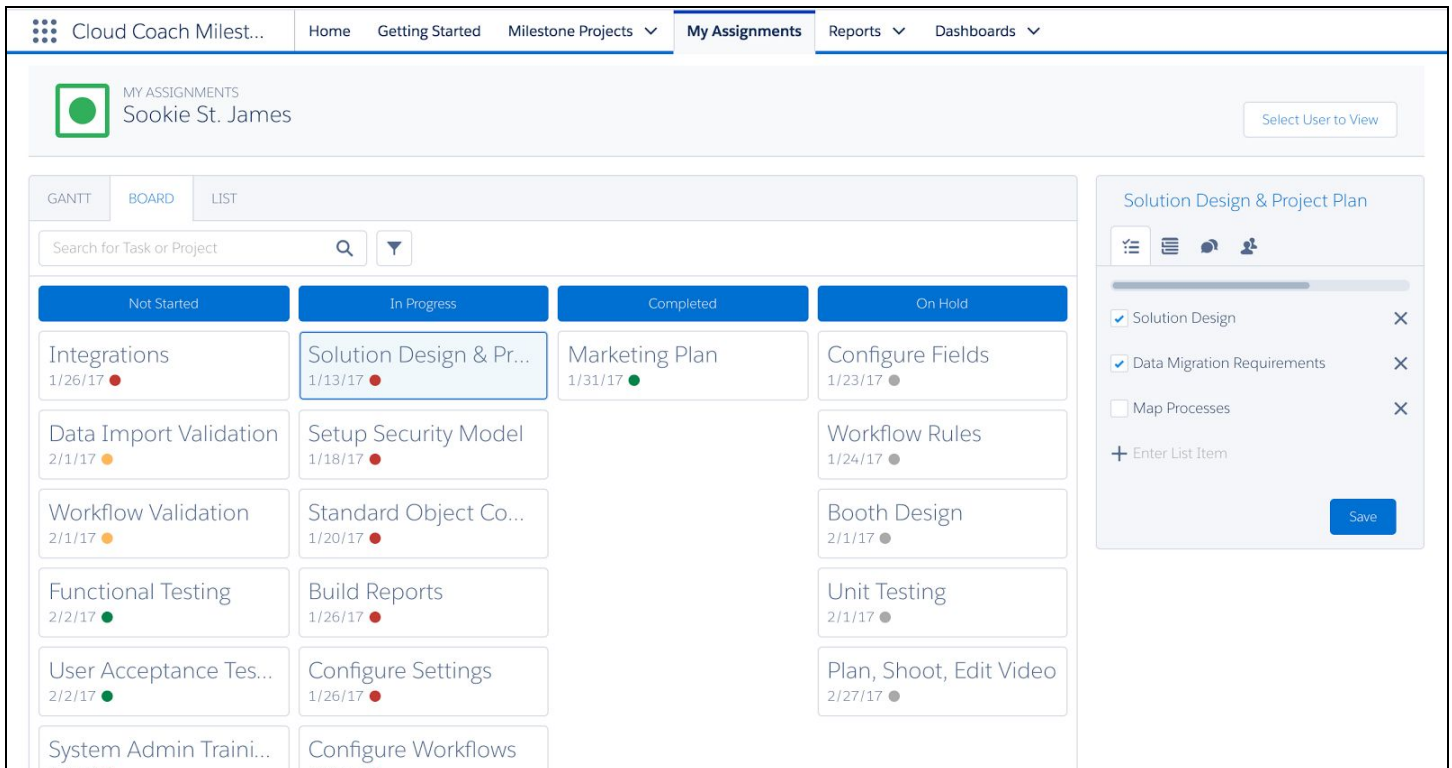 Cloud Coach Milest...
Home
Getting Started
Milestone Projects
My Assignments
Reports
Dashboards
MY ASSIGNMENTS
Sookie St. James
Select User to View
GANTT
BOARD
LIST
Search for Task or Project
Not Started
Integrations
1/26/17
Data Import Validation
2/1/17
Workflow Validation
2/1/17
Functional Testing
2/2/17
User Acceptance Tes...
2/2/17
System Admin Traini...
In Progress
Solution Design & Pr...
1/13/17
Setup Security Model
1/18/17
Standard Object Co...
1/20/17
Build Reports
1/26/17
Configure Settings
1/26/17
Configure Workflows
Completed
Marketing Plan
1/31/17
On Hold
Configure Fields
1/23/17
Workflow Rules
1/24/17
Booth Design
2/1/17
Unit Testing
2/1/17
Plan, Shoot, Edit Video
2/27/17
Solution Design & Project Plan
Solution Design
Data Migration Requirements
Map Processes
Enter List Item
Save